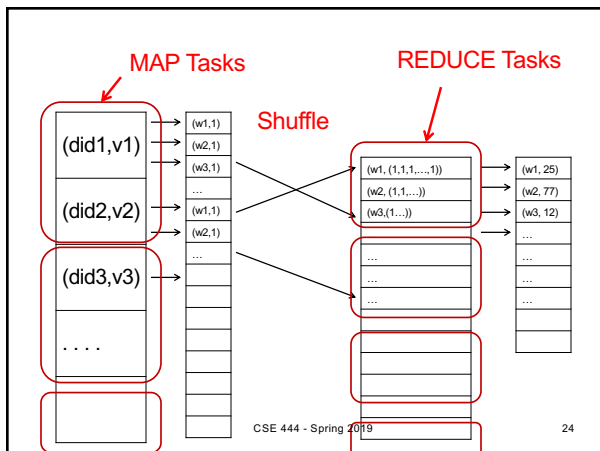 MAP Tasks
REDUCE Tasks
Shuffle
(did1,v1)
(did2,v2)
(did3,v3)
. . . .
(w1,1)
(w2,1)
(w3,1)
…
(w1,1)
(w2,1)
…
(w1, (1,1,1,…,1))
(w2, (1,1,…))
(w3,(1…))
…
…
…
(w1, 25)
(w2, 77)
(w3, 12)
…
…
…
…
CSE 444 - Spring 2019
24